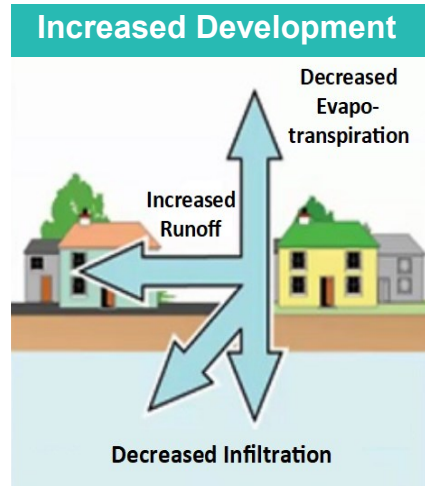 Increased Development
Decreased
Evapo-
transpiration
Increased
Runoff
Decreased Infiltration